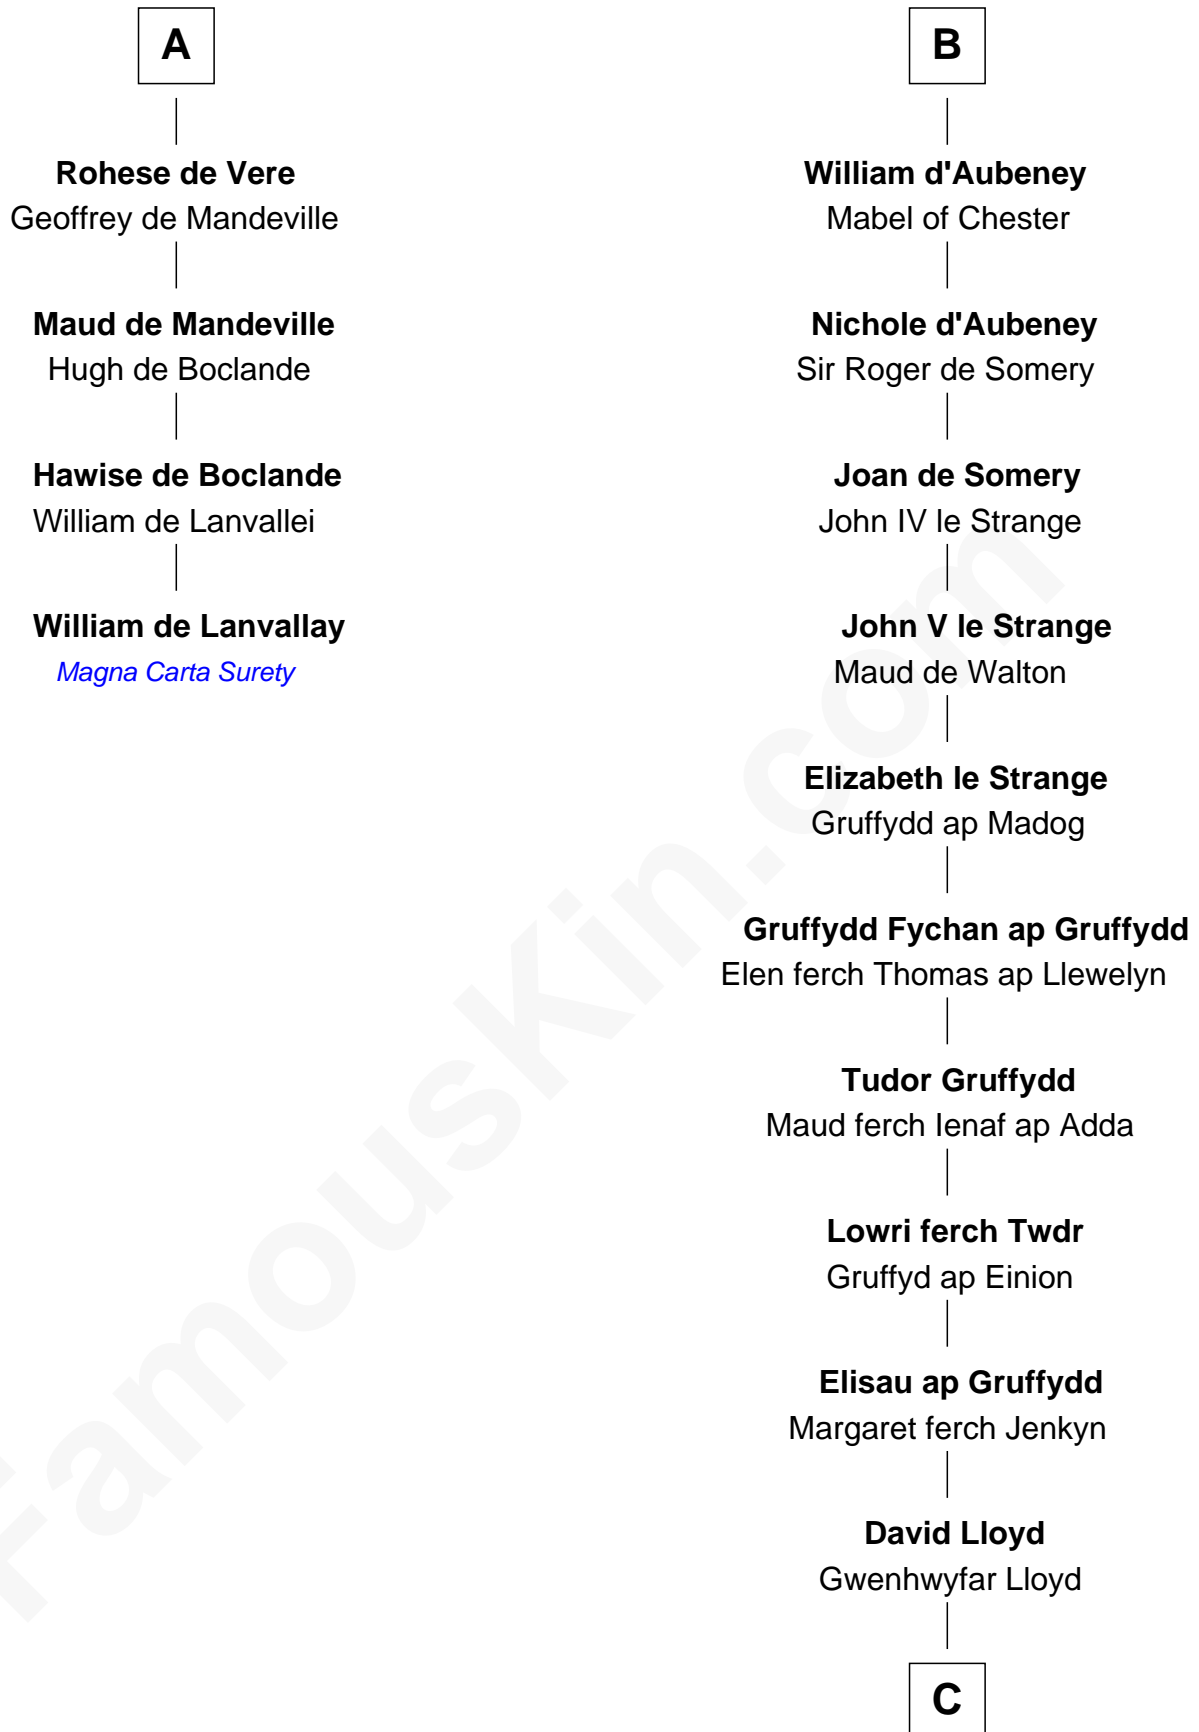 A
Rohese de Vere
Geoffrey de Mandeville
Maud de Mandeville
Hugh de Boclande
Hawise de Boclande
William de Lanvallei
William de Lanvallay
Magna Carta Surety
B
William d'Aubeney
Mabel of Chester
Nichole d'Aubeney
Sir Roger de Somery
Joan de Somery
John IV le Strange
John V le Strange
Maud de Walton
Elizabeth le Strange
Gruffydd ap Madog
Gruffydd Fychan ap Gruffydd
Elen ferch Thomas ap Llewelyn
Tudor Gruffydd
Maud ferch Ienaf ap Adda
Lowri ferch Twdr
Gruffyd ap Einion
Elisau ap Gruffydd
Margaret ferch Jenkyn
David Lloyd
Gwenhwyfar Lloyd
C
FamousKin.com